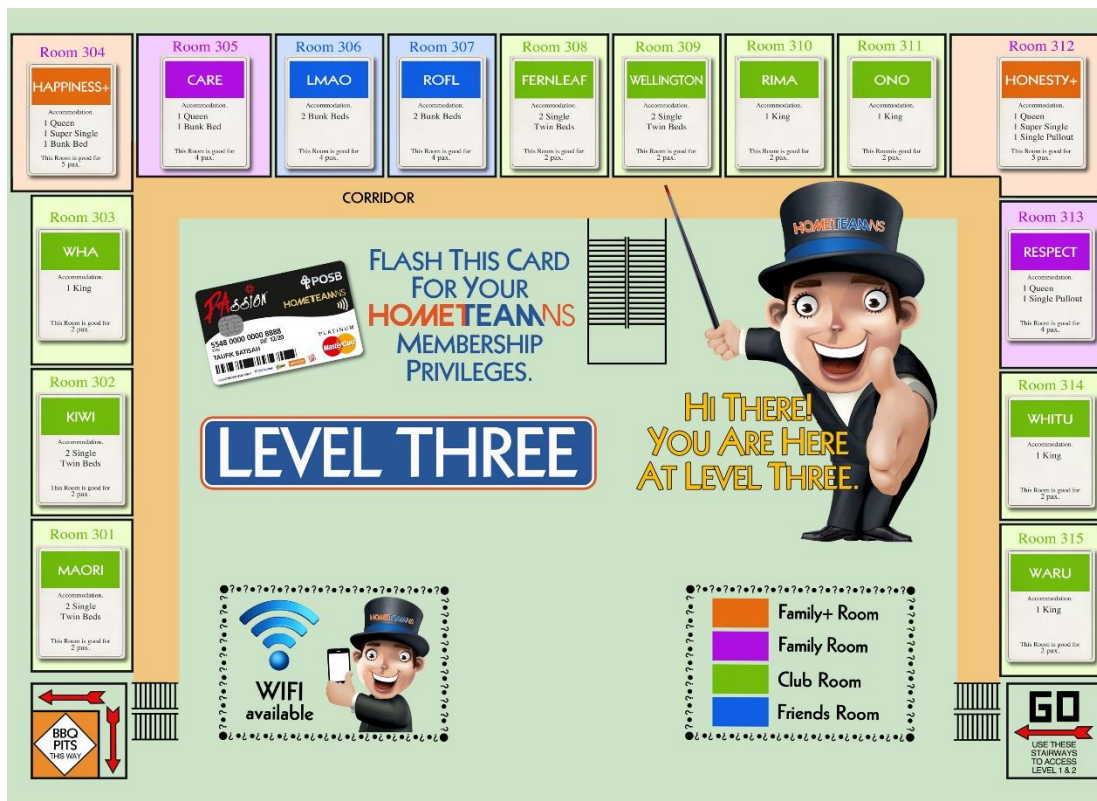 Room 304
HAPPINESS+
Accommodation.
1 Queen
1 Super Single
1 Bunk Bed
This Room is good for
5 pax.
Room 305
CARE
Accommodation.
1 Queen
1 Bunk Bed
This Room is good for
4 pax.
Room 306
LMAO
Accommodation.
2 Bunk Beds
This Room is good for
4 pax.
Room 307
ROFL
Accommodation.
2 Bunk Beds
This Room is good for
4 pax.
Room 308
FERNLEAF
Accommodation.
2 Single
Twin Beds
This Room is good for
2 pax.
Room 309
WELLINGTON
Accommodation.
2 Single
Twin Beds
This Room is good for
2 pax.
Room 310
RIMA
Accommodation.
1 King
This Room is good for
2 pax.
Room 311
ONO
Accommodation.
1 King
This Room is good for
2 pax.
Room 312
HONESTY+
Accommodation.
1 Queen
1 Super Single
1 Single Pullout
This Room is good for
5 pax.
Room 303
WHA
Accommodation.
1 King
This Room is good for
2 pax.
Room 302
KIWI
Accommodation.
2 Single
Twin Beds
This Room is good for
2 pax.
Room 301
MAORI
Accommodation.
2 Single
Twin Beds
This Room is good for
2 pax.
CORRIDOR
FLASH THIS CARD
FOR YOUR
HOMETEAMNS
MEMBERSHIP
PRIVILEGES.
PAssion
POSB
HOMETEAMNS
5548 0000 0000 8888
12/20
TAUFIK BATISAH
PLATINUM
MasterCard
LEVEL THREE
HOMETEAMNS
HI THERE!
YOU ARE HERE
AT LEVEL THREE.
Room 313
RESPECT
Accommodation.
1 Queen
1 Single Pullout
This Room is good for
4 pax.
Room 314
WHITU
Accommodation.
1 King
This Room is good for
2 pax.
Room 315
WARU
Accommodation.
1 King
This Room is good for
2 pax.
WIFI
available
HOMETEAMNS
Family+ Room
Family Room
Club Room
Friends Room
BBQ
PITS
THIS WAY
GO
USE THESE
STAIRWAYS
TO ACCESS
LEVEL 1 & 2